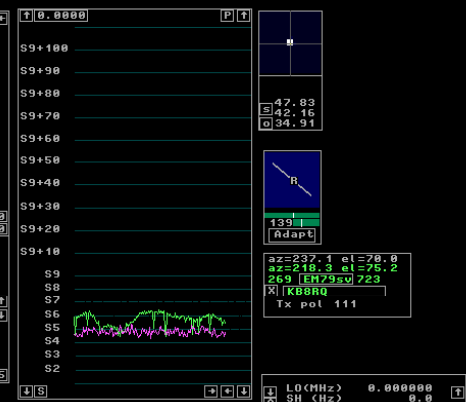 0.0000 P
S9+100
S9+90
S9+80
S9+70
S9+60
S9+50
S9+40
S9+30
S9+20
S9+10
S9
S8
S7
S6
S5
S4
S3
S2
S
47.83
S 42.16
O 34.91
R
139
Adapt
az=237.1 el=70.0
az=218.3 el=75.2
269 EM79sv 723
X KB8RQ
Tx pol 111
LO(MHz) 0.000000
SH (Hz) 0.0